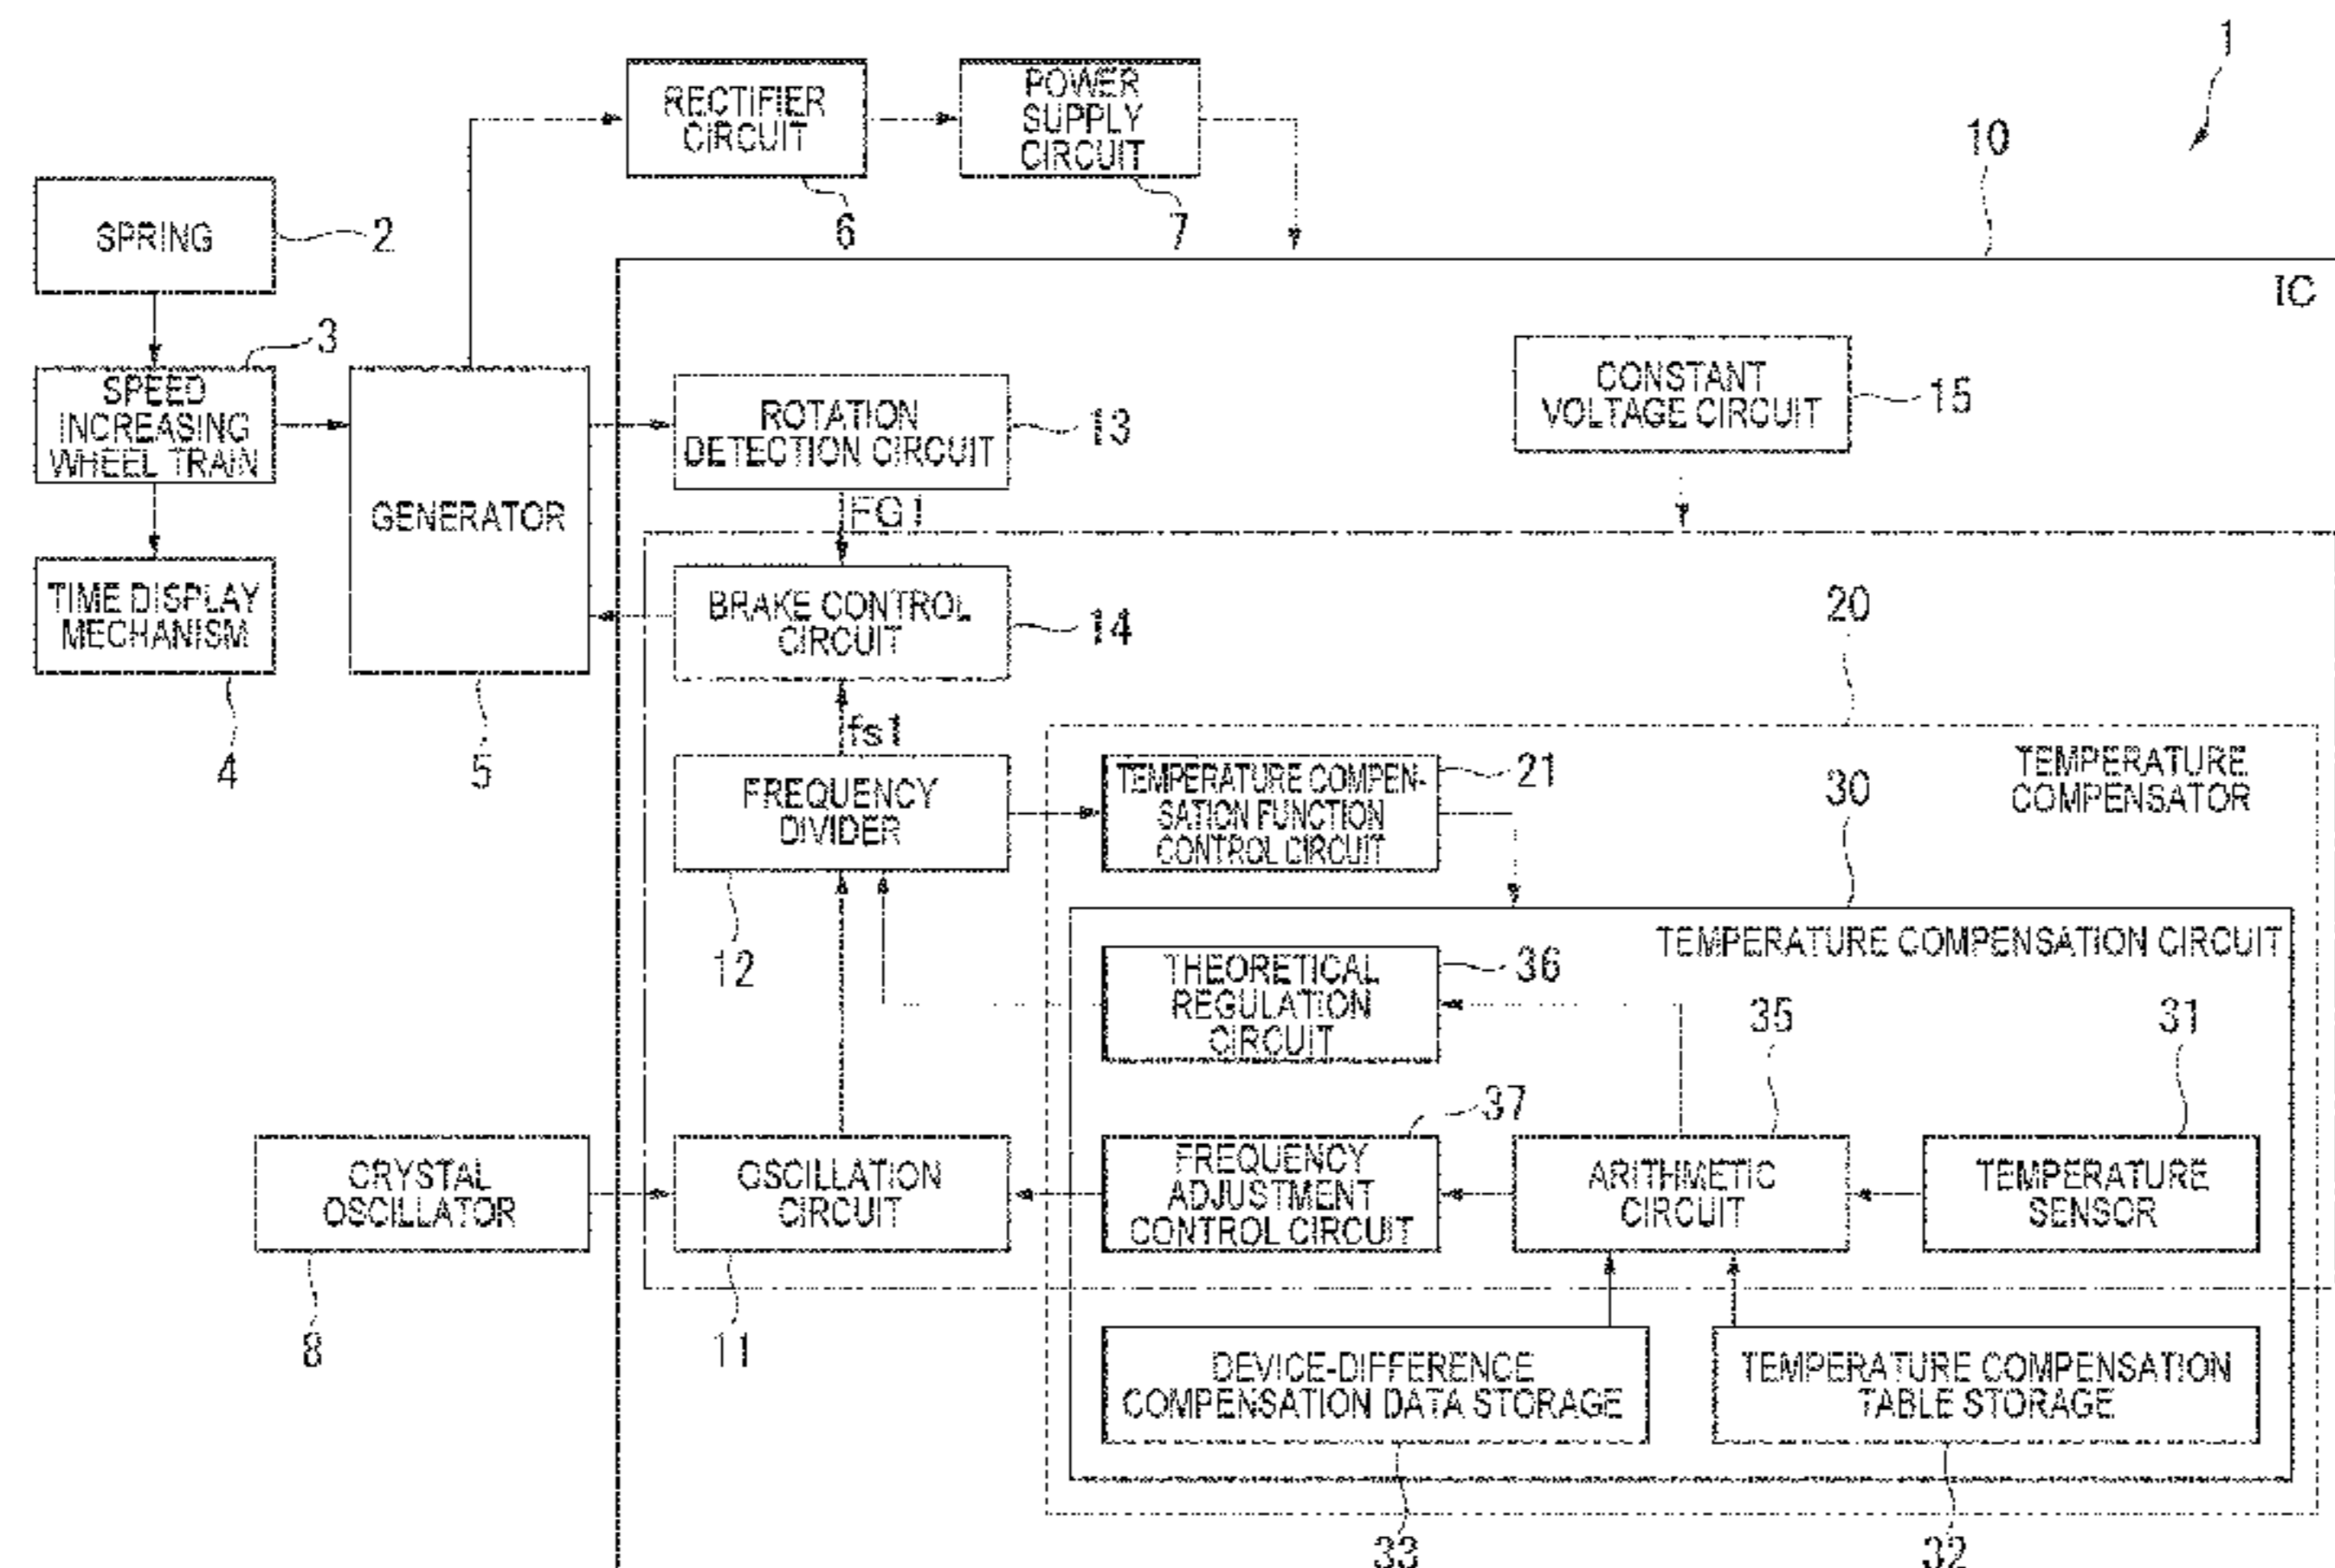 1
RECTIFIER
CIRCUIT
6
POWER
SUPPLY
CIRCUIT
7
10
IC
SPRING
2
3
SPEED
INCREASING
WHEEL TRAIN
GENERATOR
5
TIME DISPLAY
MECHANISM
4
ROTATION
DETECTION CIRCUIT
13
FG1
CONSTANT
VOLTAGE CIRCUIT
15
BRAKE CONTROL
CIRCUIT
14
fs1
20
TEMPERATURE
COMPENSATOR
FREQUENCY
DIVIDER
12
TEMPERATURE COMPEN-
SATION FUNCTION
CONTROL CIRCUIT
21
30
TEMPERATURE COMPENSATION CIRCUIT
THEORETICAL
REGULATION
CIRCUIT
36
35
31
37
CRYSTAL
OSCILLATOR
8
OSCILLATION
CIRCUIT
11
FREQUENCY
ADJUSTMENT
CONTROL CIRCUIT
ARITHMETIC
CIRCUIT
TEMPERATURE
SENSOR
DEVICE-DIFFERENCE
COMPENSATION DATA STORAGE
33
TEMPERATURE COMPENSATION
TABLE STORAGE
32